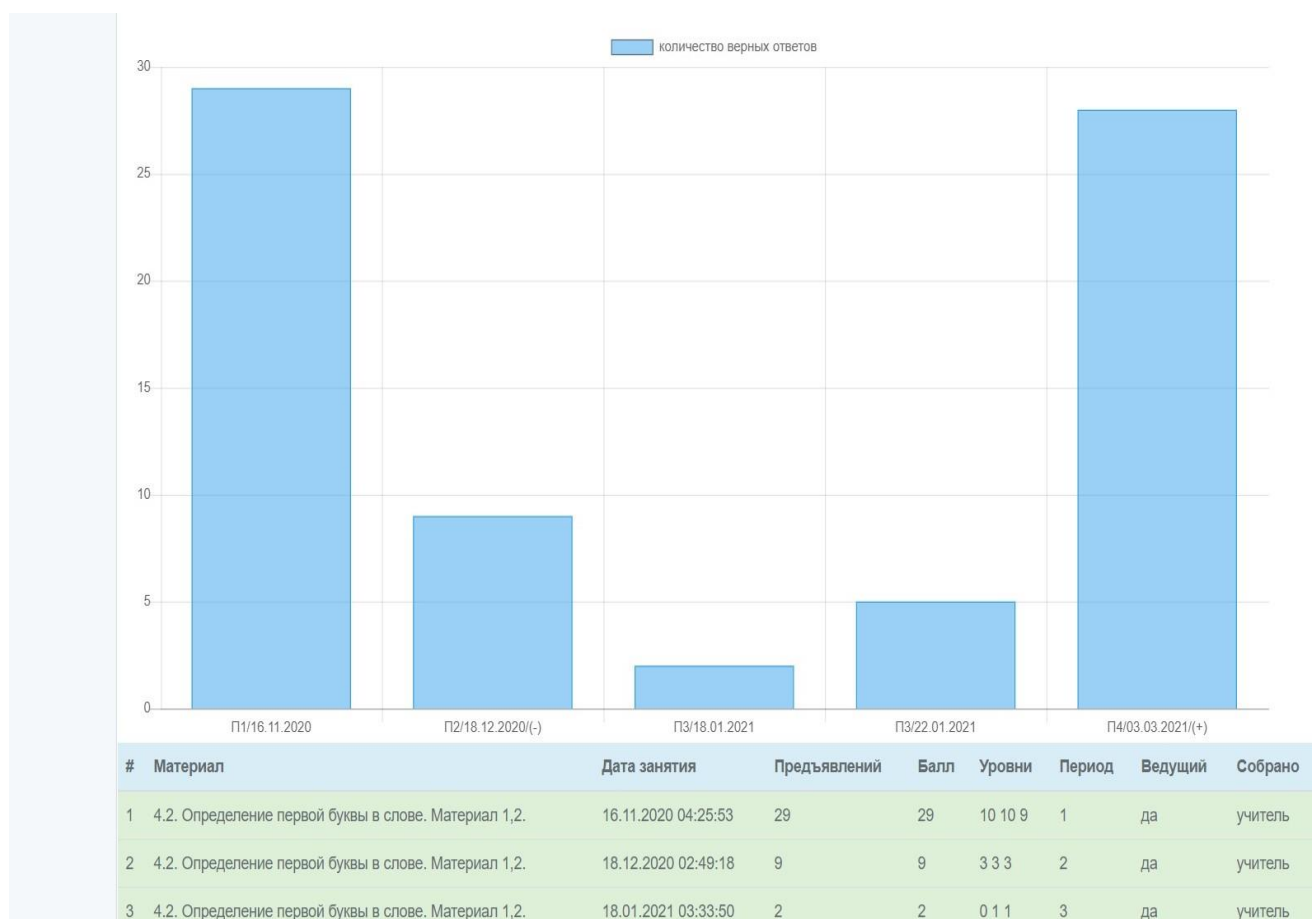 количество верных ответов
30
25
20
15
10
5
0
П1/16.11.2020 П2/18.12.2020/(-) П3/18.01.2021 П3/22.01.2021 П4/03.03.2021/(+)
# Материал Дата занятия Предъявлений Балл Уровни Период Ведущий Собрано
1 4.2. Определение первой буквы в слове. Материал 1,2. 16.11.2020 04:25:53 29 29 10 10 9 1 да учитель
2 4.2. Определение первой буквы в слове. Материал 1,2. 18.12.2020 02:49:18 9 9 3 3 3 2 да учитель
3 4.2. Определение первой буквы в слове. Материал 1,2. 18.01.2021 03:33:50 2 2 0 1 1 3 да учитель